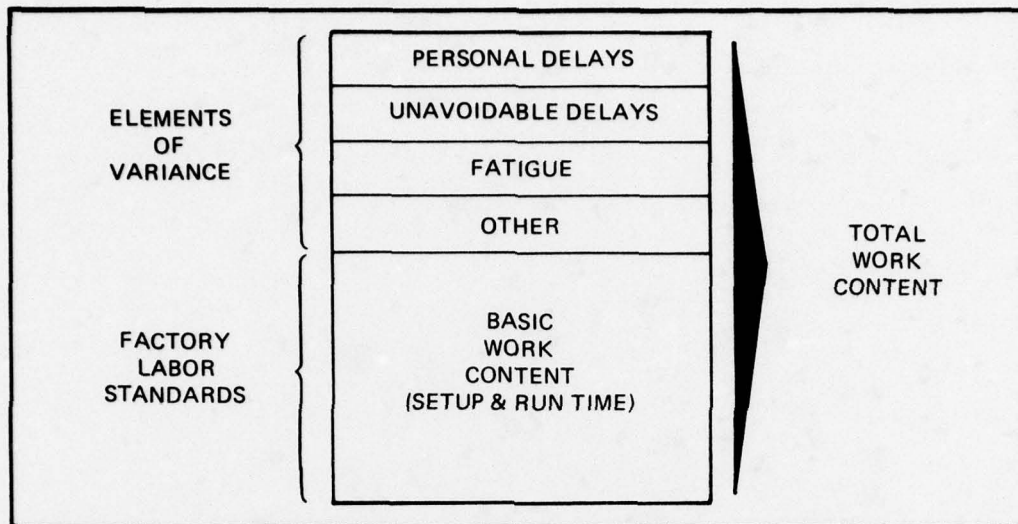 ELEMENTS
OF
VARIANCE
PERSONAL DELAYS
UNAVOIDABLE DELAYS
FATIGUE
OTHER
FACTORY
LABOR
STANDARDS
BASIC
WORK
CONTENT
(SETUP & RUN TIME)
TOTAL
WORK
CONTENT